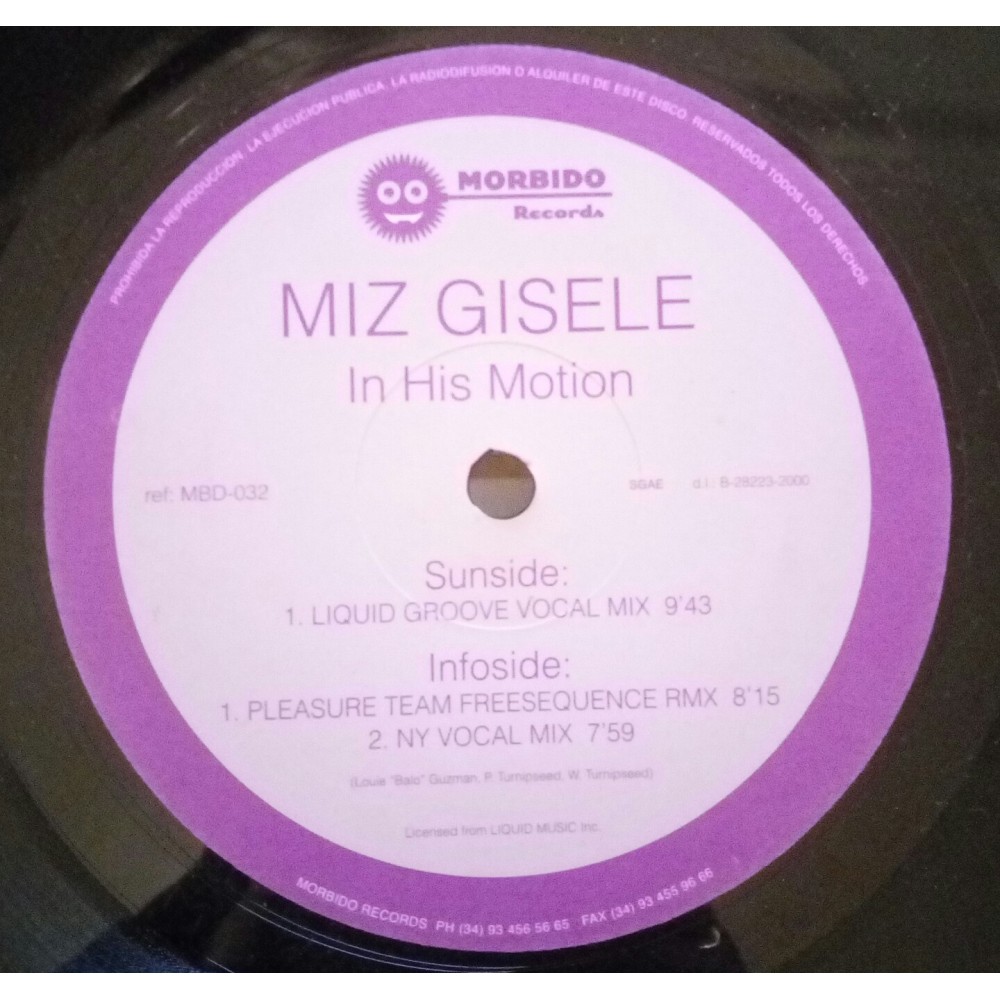 PROHIBIDA LA REPRODUCCION. LA EJECUCION PUBLICA. LA RADIODIFUSION O ALQUILER DE ESTE DISCO. RESERVADOS TODOS LOS DERECHOS.
MORBIDO
Records
MIZ GISELE
In His Motion
ref: MBD-032
SGAE d.l.: B-28223-2000
Sunside:
1. LIQUID GROOVE VOCAL MIX 9'43
Infoside:
1. PLEASURE TEAM FREESEQUENCE RMX 8'15
2. NY VOCAL MIX 7'59
(Louis "Balo" Guzman, P. Turnipseed, W. Turnipseed)
Licensed from LIQUID MUSIC Inc.
MORBIDO RECORDS PH (34) 93 456 56 65 FAX (34) 93 455 96 66